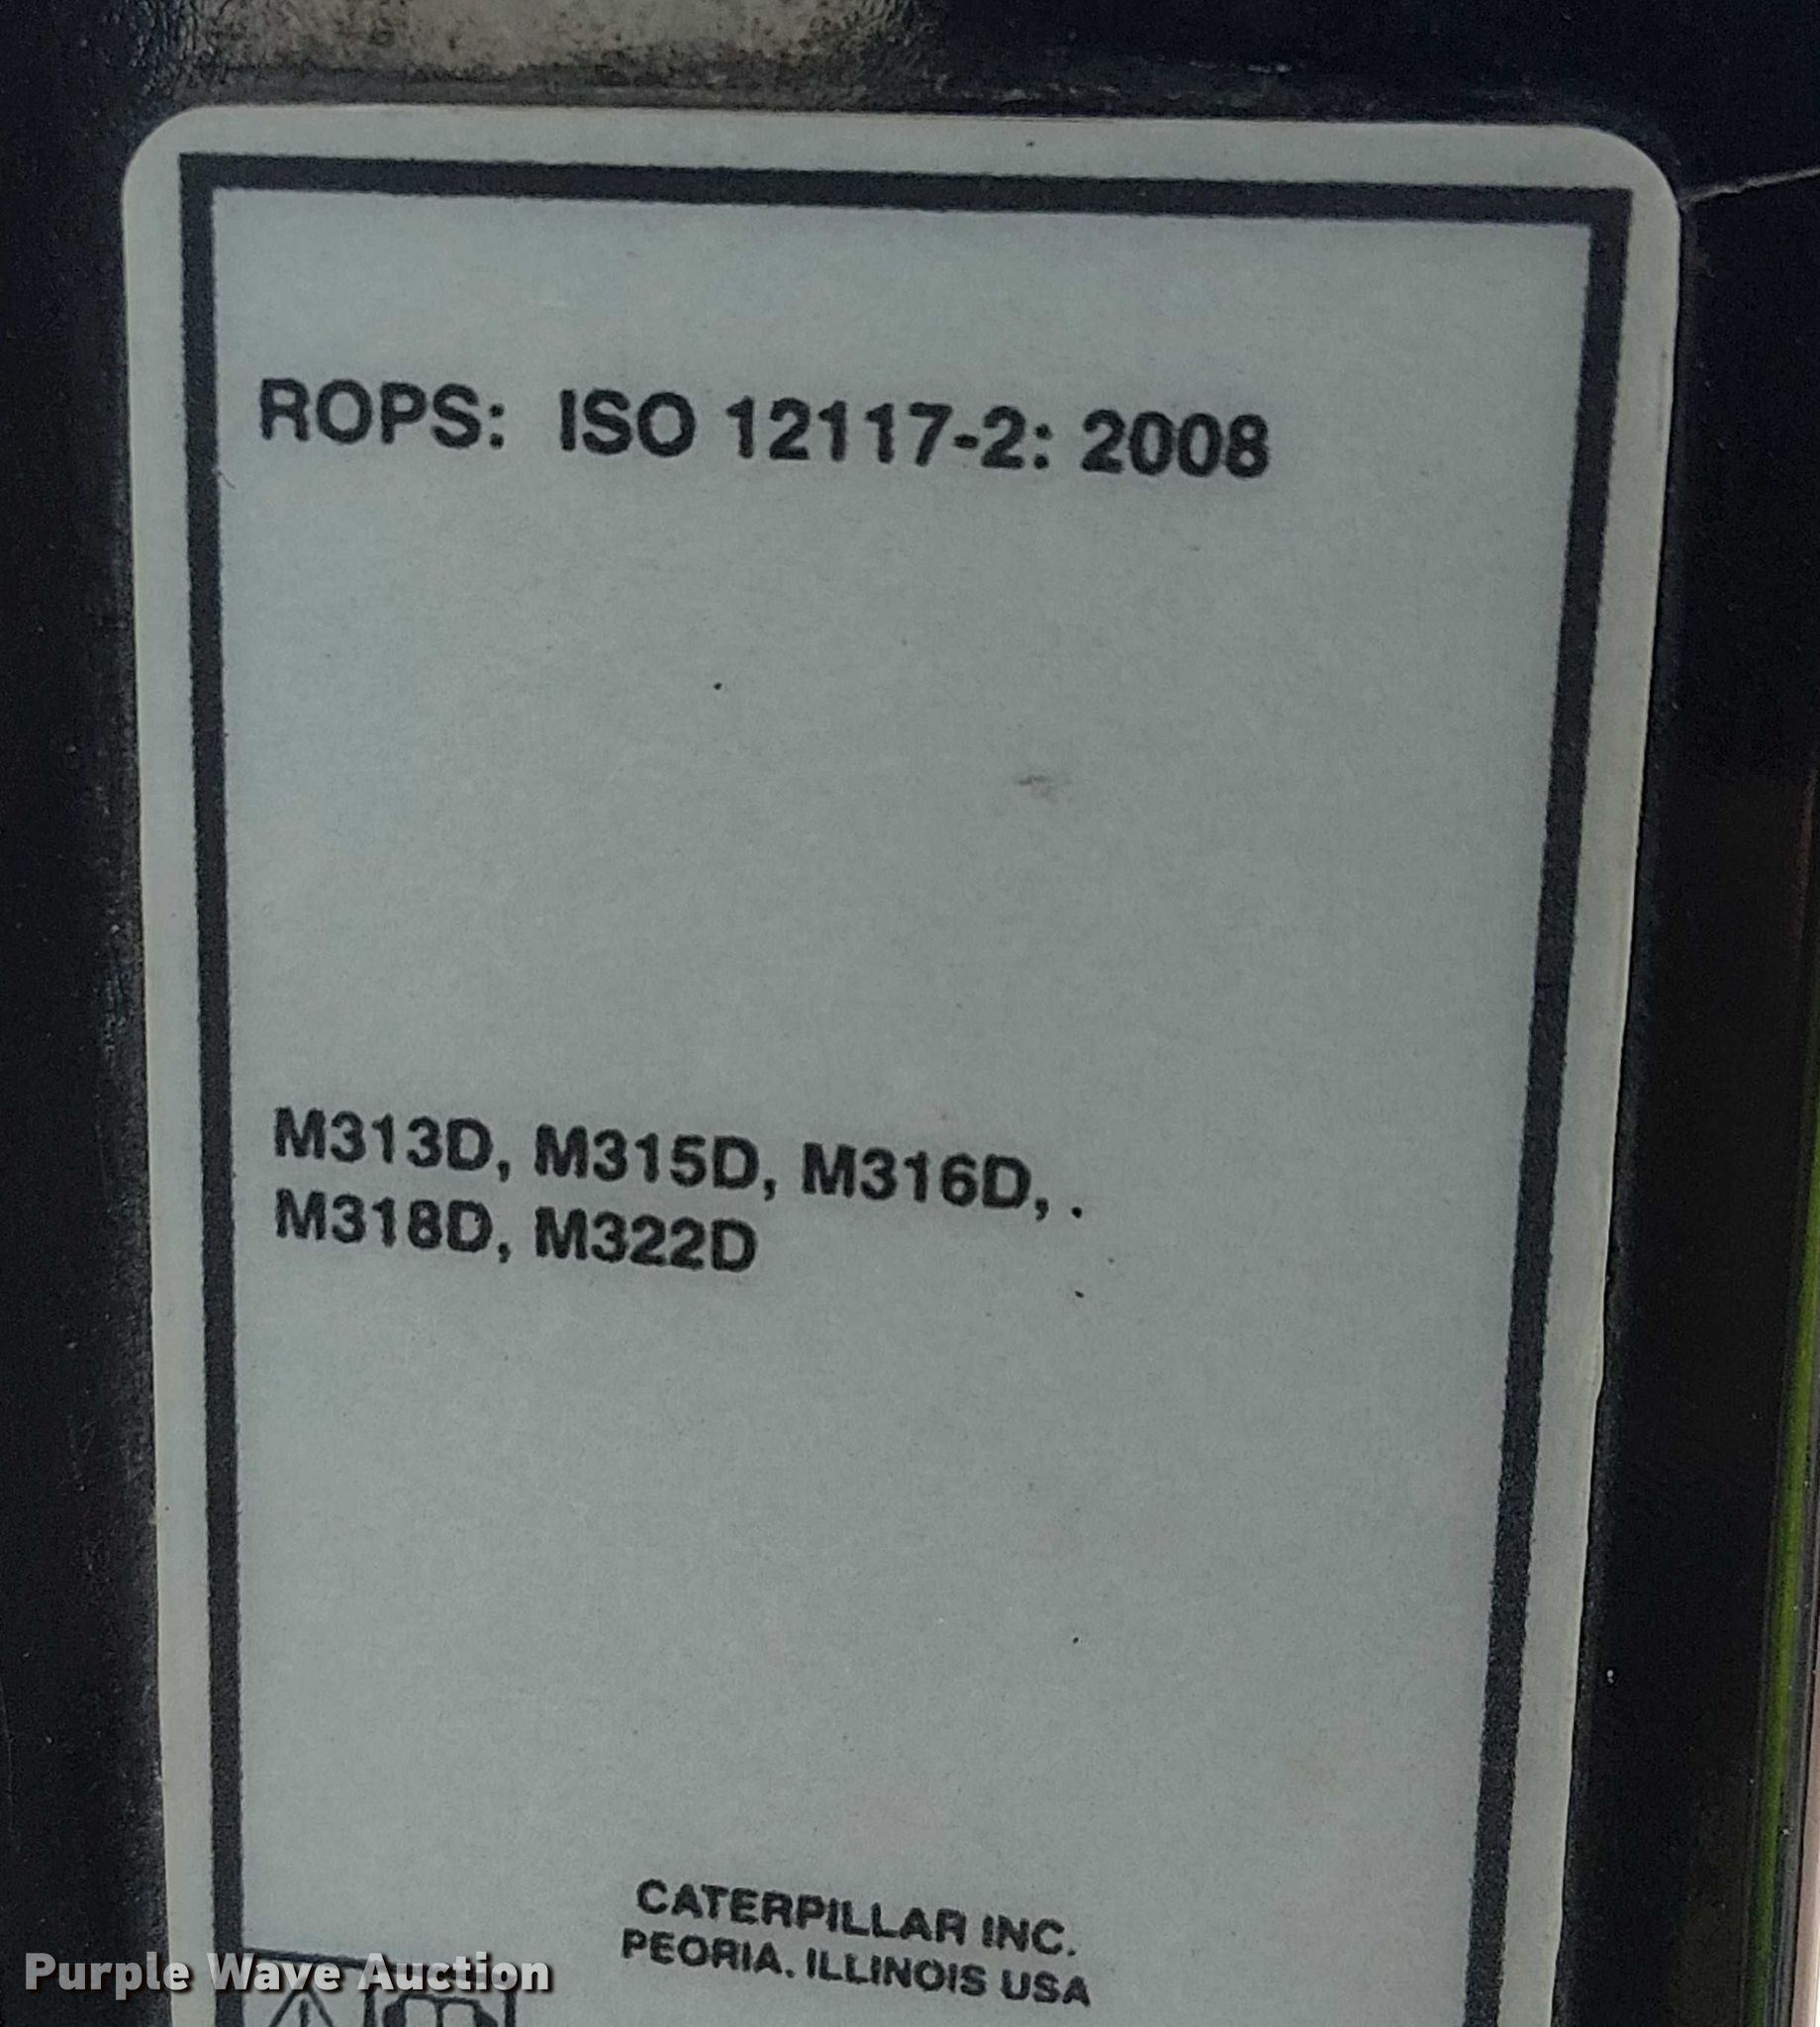 ROPS: ISO 12117-2: 2008
M313D, M315D, M316D, .
M318D, M322D
CATERPILLAR INC.
PEORIA, ILLINOIS USA
Purple Wave Auction